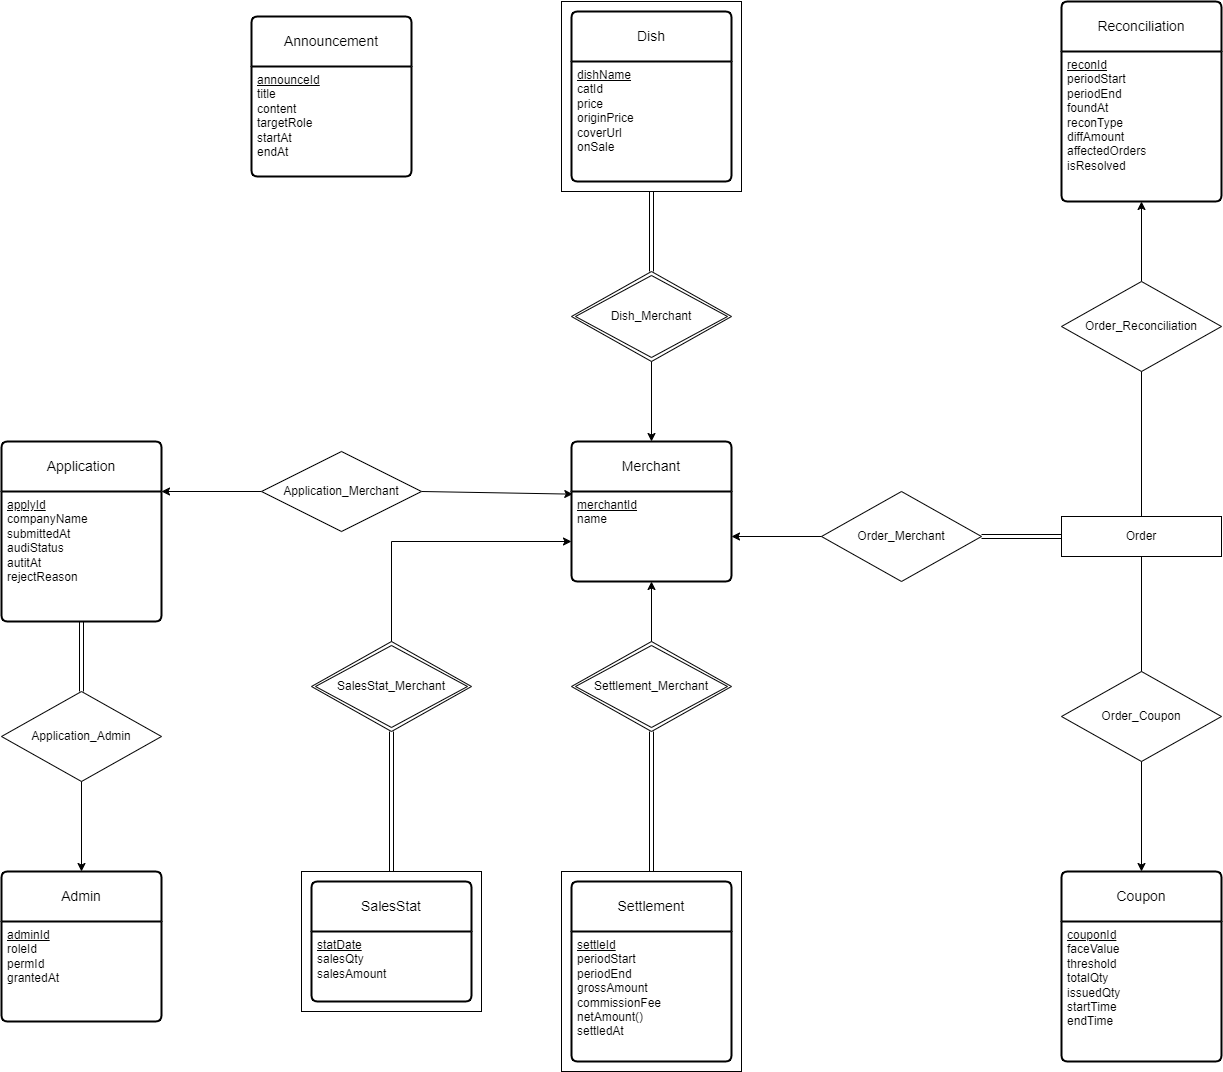 Announcement
announceId
title
content
targetRole
startAt
endAt
Dish
dishName
catId
price
originPrice
coverUrl
onSale
Reconciliation
reconId
periodStart
periodEnd
foundAt
reconType
diffAmount
affectedOrders
isResolved
Dish_Merchant
Order_Reconciliation
Application
applyId
companyName
submittedAt
audiStatus
autitAt
rejectReason
Application_Merchant
Merchant
merchantId
name
Order_Merchant
Order
Application_Admin
SalesStat_Merchant
Settlement_Merchant
Order_Coupon
Admin
adminId
roleId
permId
grantedAt
SalesStat
statDate
salesQty
salesAmount
Settlement
settleId
periodStart
periodEnd
grossAmount
commissionFee
netAmount()
settledAt
Coupon
couponId
faceValue
threshold
totalQty
issuedQty
startTime
endTime